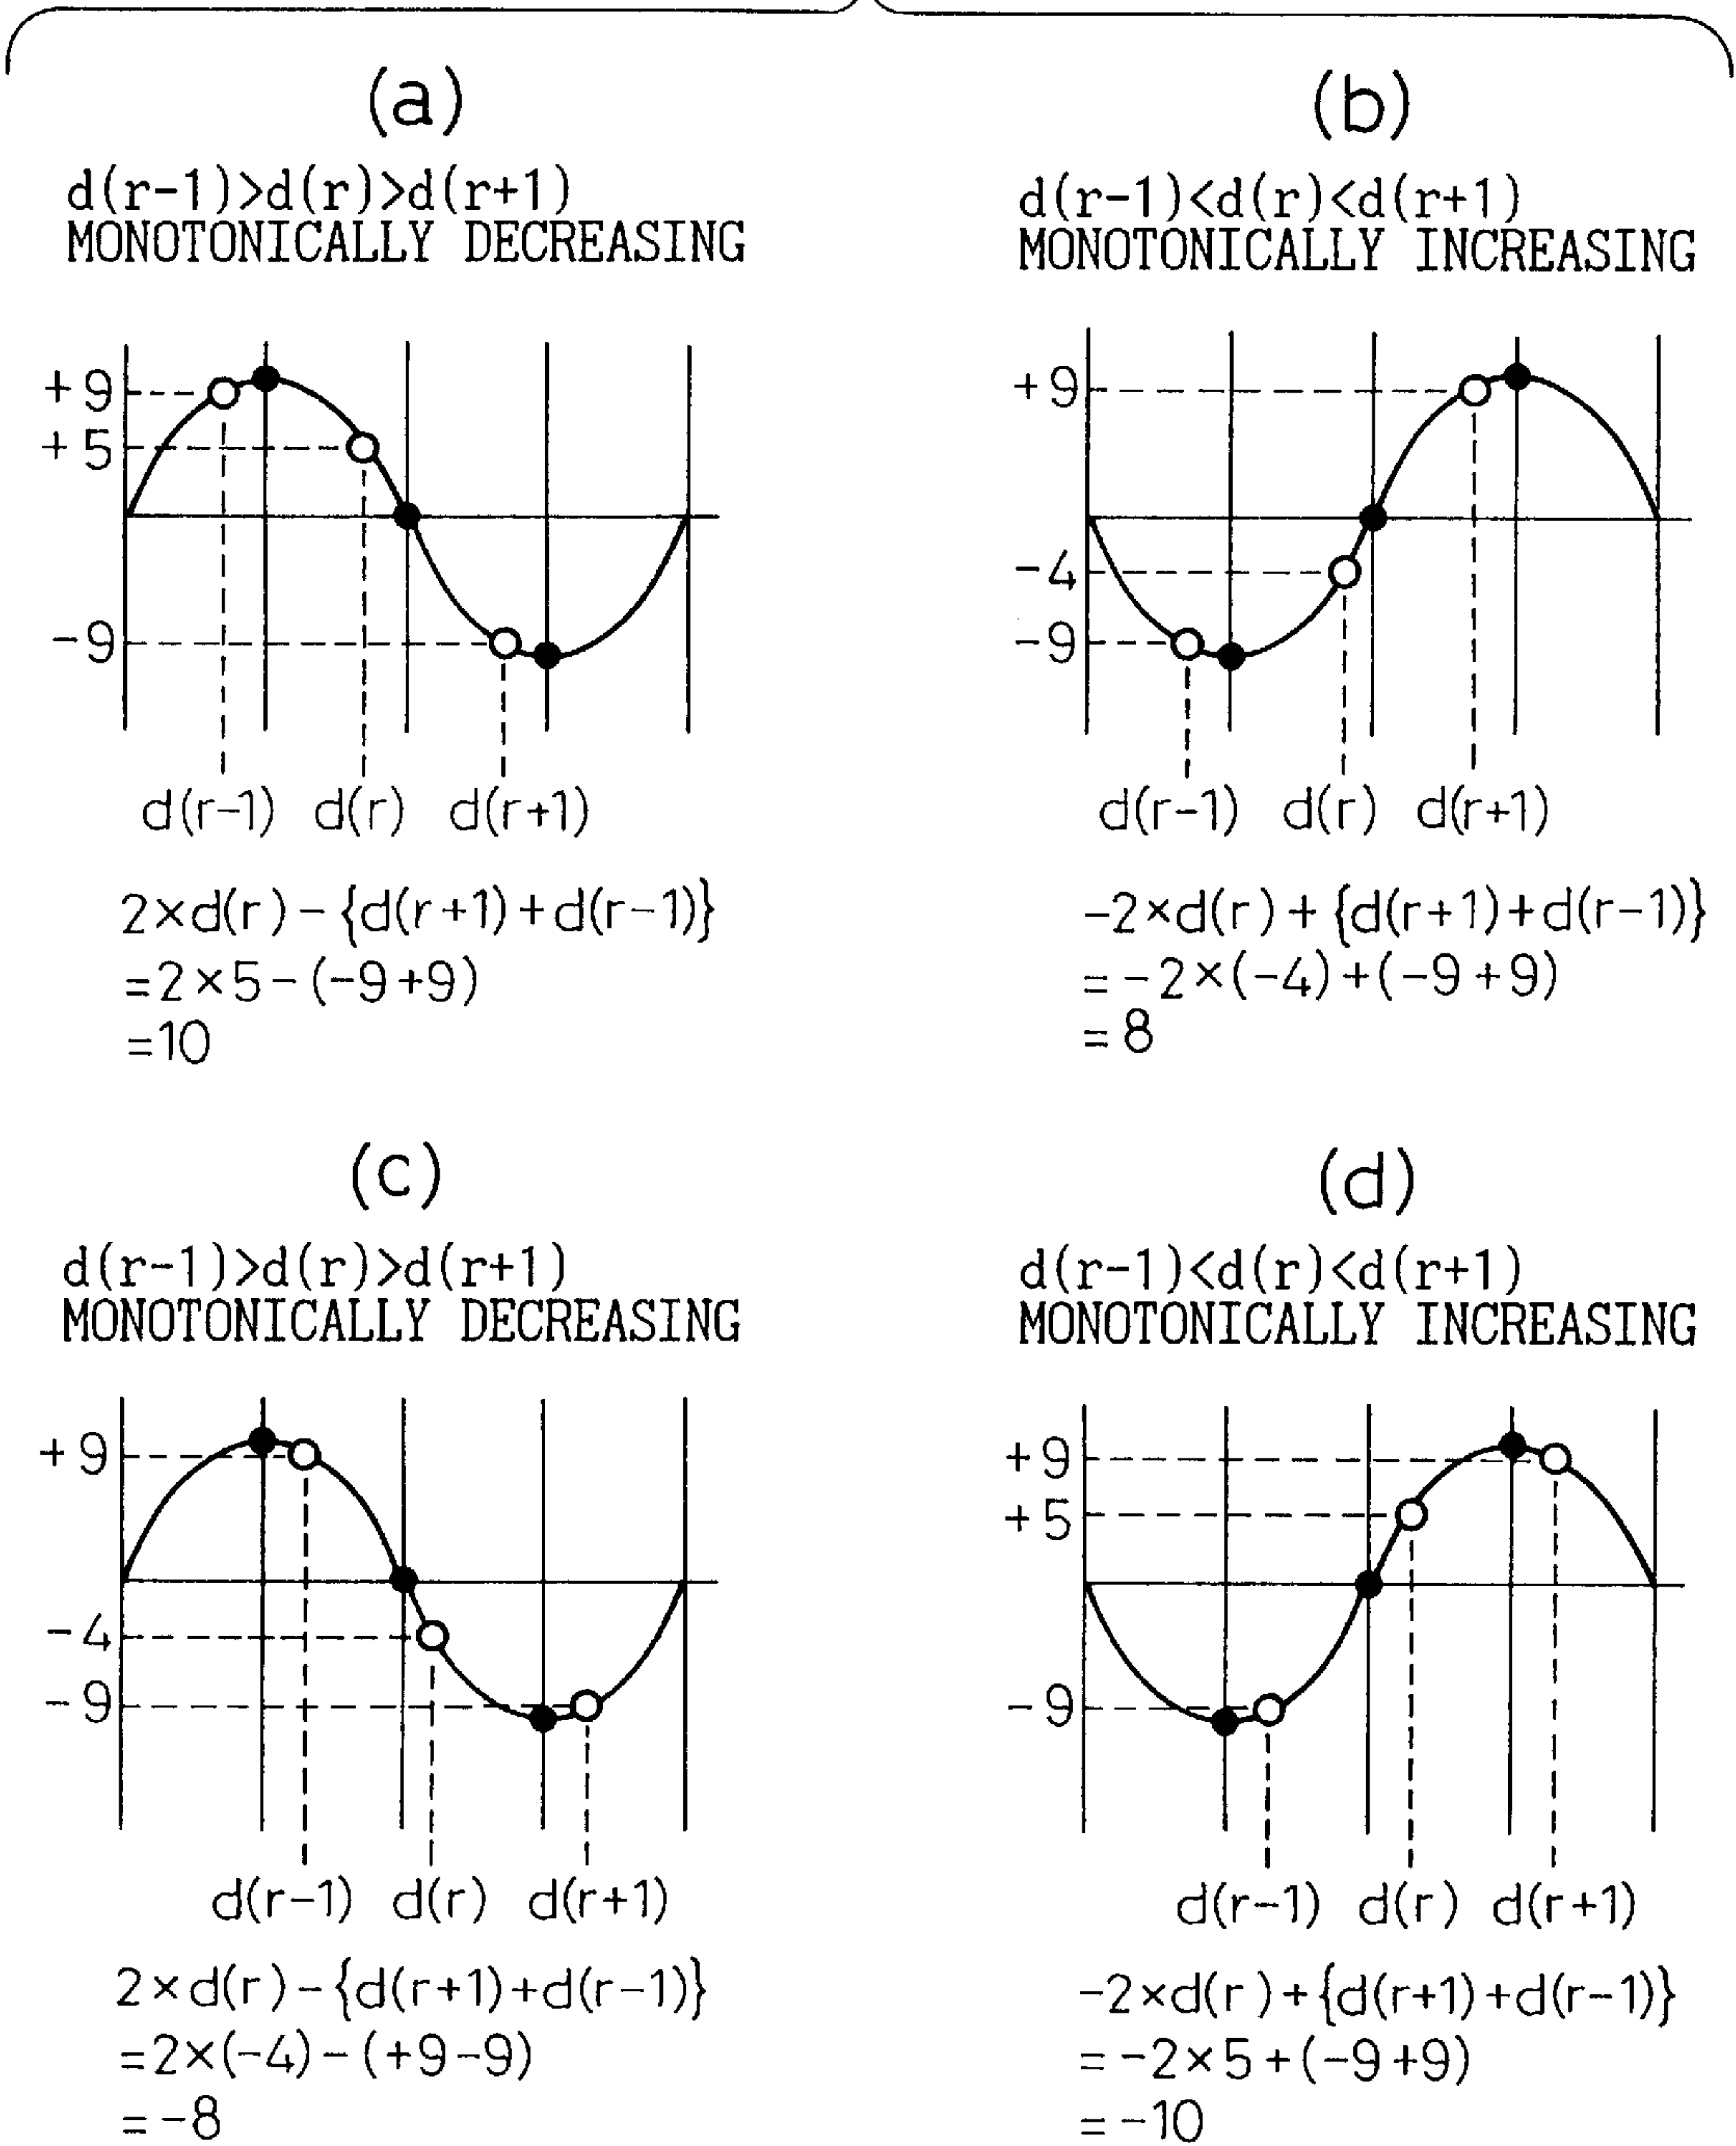 (a)
d(r-1)>d(r)>d(r+1)
MONOTONICALLY DECREASING
+9
+5
-9
d(r-1) d(r) d(r+1)
2×d(r)-{d(r+1)+d(r-1)}
=2×5-(-9+9)
=10
(b)
d(r-1)<d(r)<d(r+1)
MONOTONICALLY INCREASING
+9
-4
-9
d(r-1) d(r) d(r+1)
-2×d(r)+{d(r+1)+d(r-1)}
=-2×(-4)+(-9+9)
=8
(c)
d(r-1)>d(r)>d(r+1)
MONOTONICALLY DECREASING
+9
-4
-9
d(r-1) d(r) d(r+1)
2×d(r)-{d(r+1)+d(r-1)}
=2×(-4)-(+9-9)
=-8
(d)
d(r-1)<d(r)<d(r+1)
MONOTONICALLY INCREASING
+9
+5
-9
d(r-1) d(r) d(r+1)
-2×d(r)+{d(r+1)+d(r-1)}
=-2×5+(-9+9)
=-10